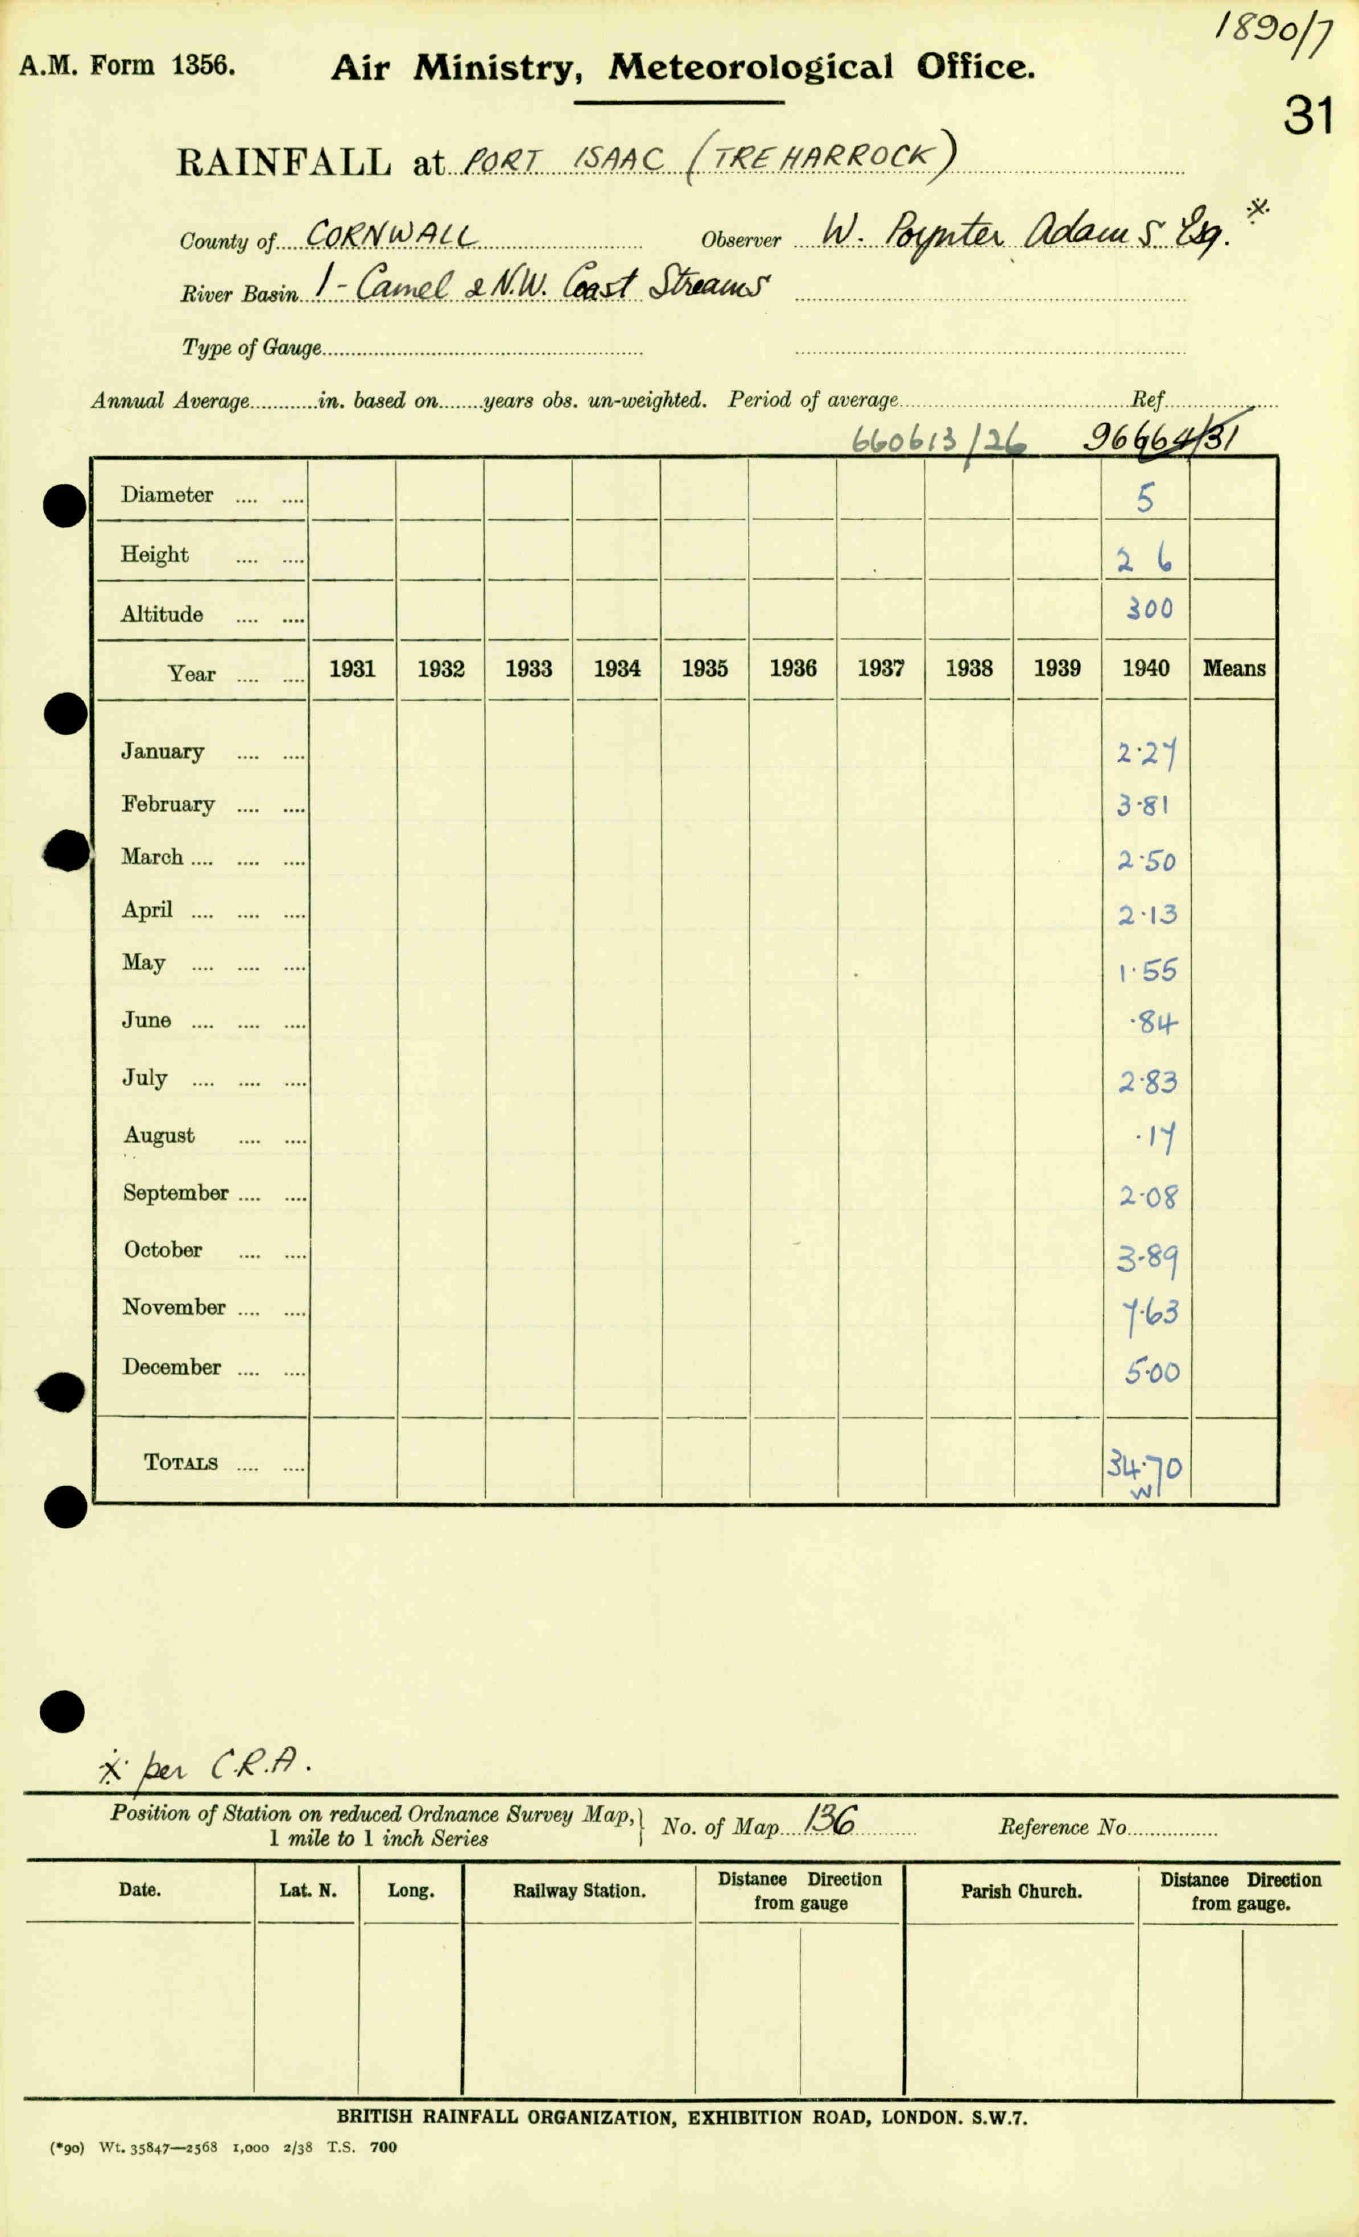 1890/7
A.M. Form 1356. Air Ministry, Meteorological Office.
31
RAINFALL at PORT ISAAC (TREHARROCK)
County of CORNWALL Observer W. Poynter Adams Esq. *
River Basin 1 - Camel & N.W. Coast Streams
Type of Gauge
Annual Average in. based on years obs. un-weighted. Period of average Ref
660613/26 96664/31
Diameter 5
Height 2 6
Altitude 300
Year 1931 1932 1933 1934 1935 1936 1937 1938 1939 1940 Means
January 2.27
February 3.81
March 2.50
April 2.13
May 1.55
June .84
July 2.83
August .17
September 2.08
October 3.89
November 7.63
December 5.00
TOTALS 34.70
W
* per C.R.A.
Position of Station on reduced Ordnance Survey Map, } No. of Map 136 Reference No
1 mile to 1 inch Series
Date. Lat. N. Long. Railway Station. Distance Direction from gauge Parish Church. Distance Direction from gauge.
BRITISH RAINFALL ORGANIZATION, EXHIBITION ROAD, LONDON. S.W.7.
(*90) Wt. 35847—2568 1,000 2/38 T.S. 700